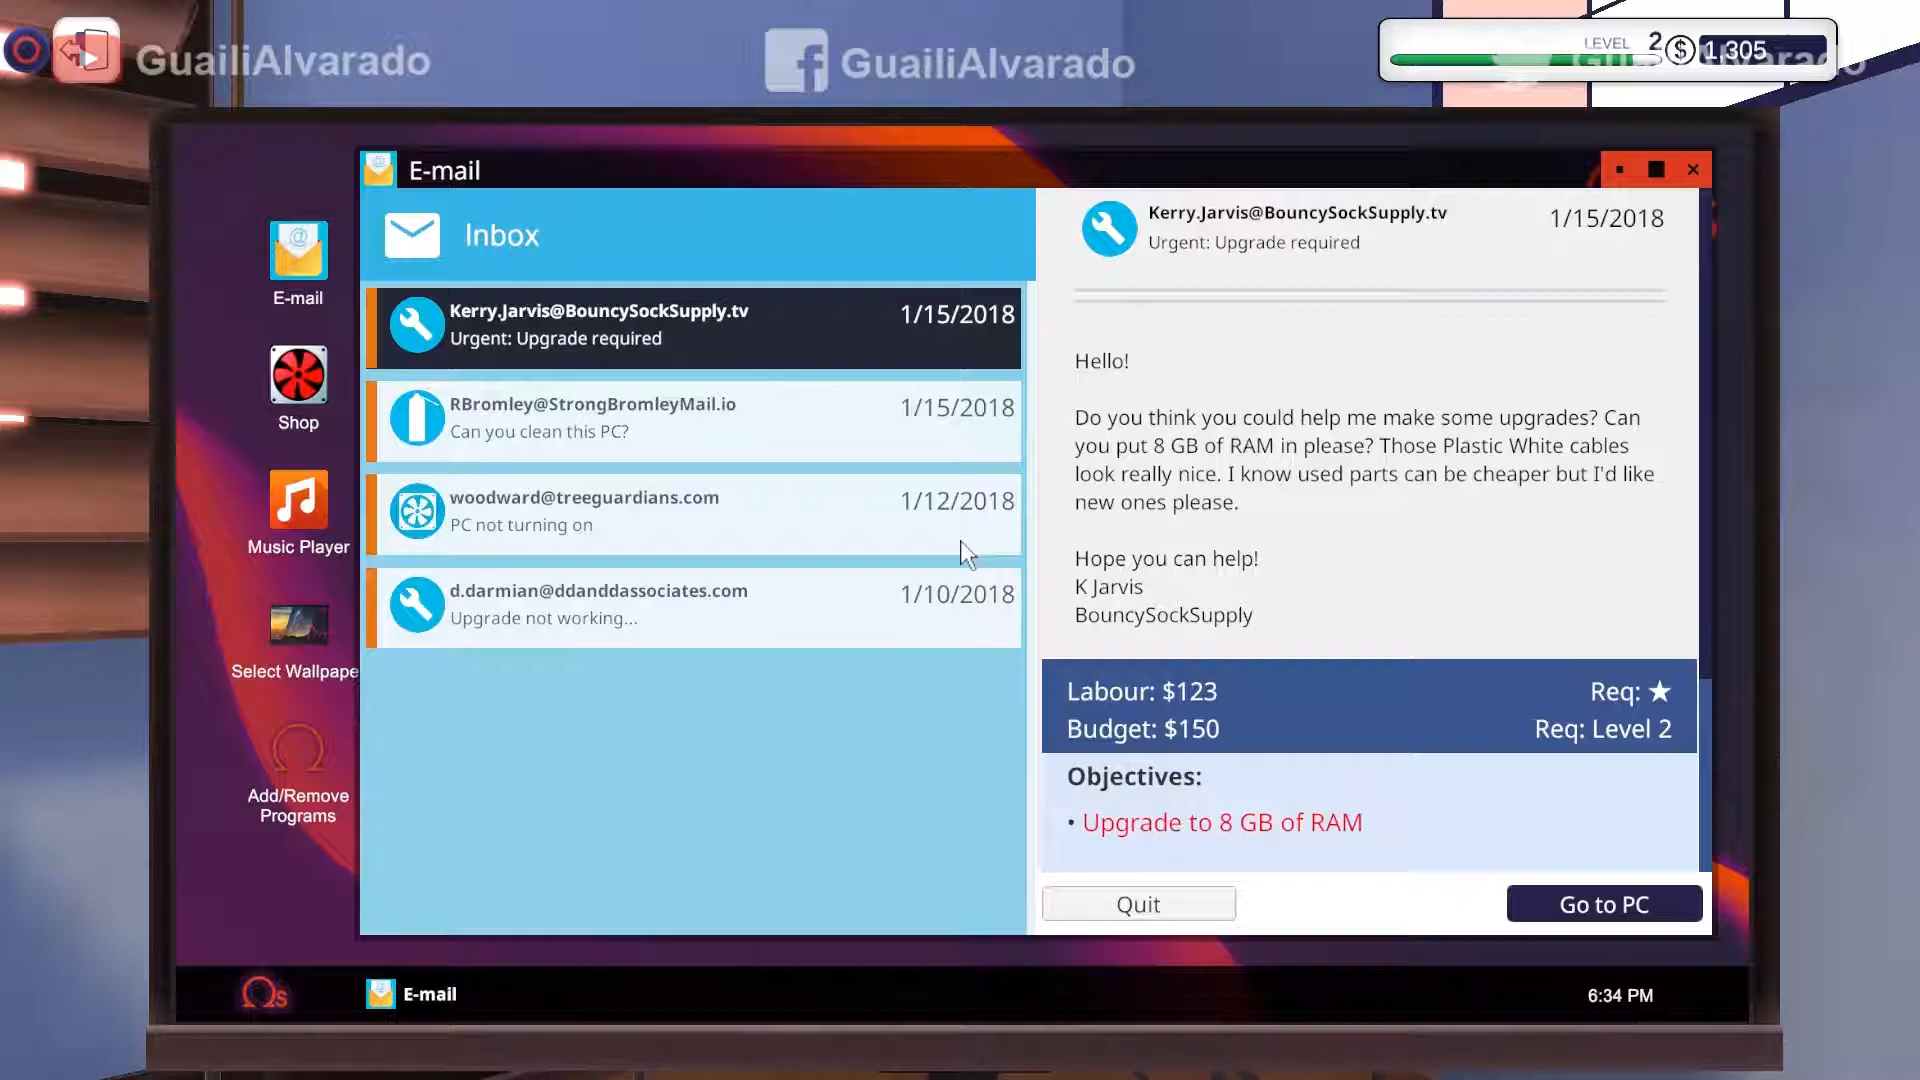 GuailiAlvarado
GuailiAlvarado
LEVEL 2
$ 1,305
E-mail
Inbox
Kerry.Jarvis@BouncySockSupply.tv
1/15/2018
Urgent: Upgrade required
RBromley@StrongBromleyMail.io
1/15/2018
Can you clean this PC?
woodward@treeguardians.com
1/12/2018
PC not turning on
d.darmian@ddanddassociates.com
1/10/2018
Upgrade not working...
Kerry.Jarvis@BouncySockSupply.tv
1/15/2018
Urgent: Upgrade required
Hello!
Do you think you could help me make some upgrades? Can
you put 8 GB of RAM in please? Those Plastic White cables
look really nice. I know used parts can be cheaper but I'd like
new ones please.
Hope you can help!
K Jarvis
BouncySockSupply
Labour: $123
Req: ★
Budget: $150
Req: Level 2
Objectives:
• Upgrade to 8 GB of RAM
Quit
Go to PC
E-mail
Shop
Music Player
Select Wallpape
Add/Remove
Programs
Ωs
E-mail
6:34 PM